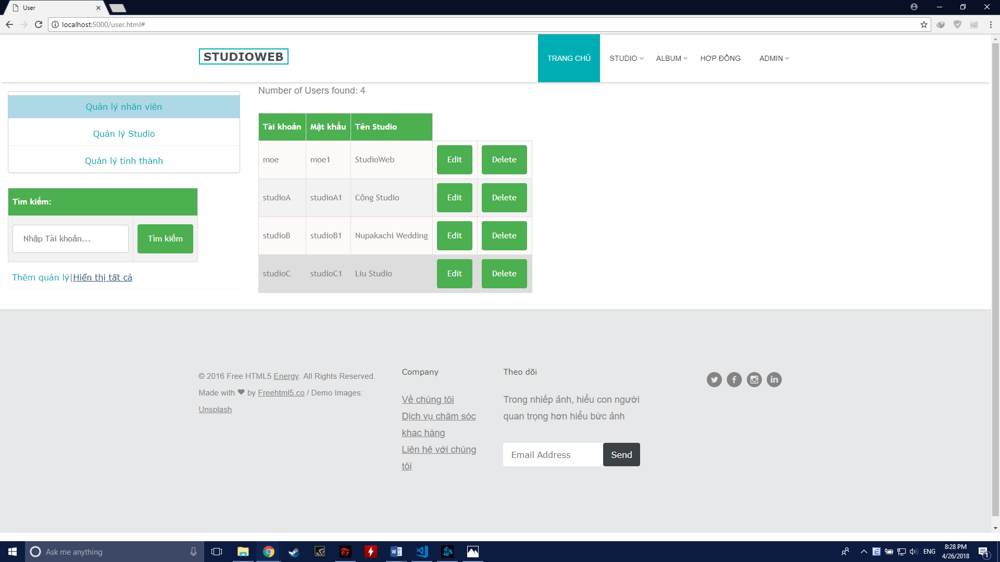 User
localhost:5000/user.html#
STUDIOWEB
TRANG CHỦ
STUDIO
ALBUM
HỢP ĐỒNG
ADMIN
Quản lý nhân viên
Quản lý Studio
Quản lý tỉnh thành
Tìm kiếm:
Nhập Tài khoản...
Tìm kiếm
Thêm quản lý|Hiển thị tất cả
Number of Users found: 4
Tài khoản Mật khẩu Tên Studio
moe moe1 StudioWeb Edit Delete
studioA studioA1 Cộng Studio Edit Delete
studioB studioB1 Nupakachi Wedding Edit Delete
studioC studioC1 Liu Studio Edit Delete
© 2016 Free HTML5 Energy. All Rights Reserved.
Made with ❤ by Freehtml5.co / Demo Images:
Unsplash
Company
Về chúng tôi
Dịch vụ chăm sóc
khac hàng
Liên hệ với chúng
tôi
Theo dõi
Trong nhiếp ảnh, hiểu con người
quan trọng hơn hiểu bức ảnh
Email Address
Send
Ask me anything
ENG
8:28 PM
4/26/2018
1